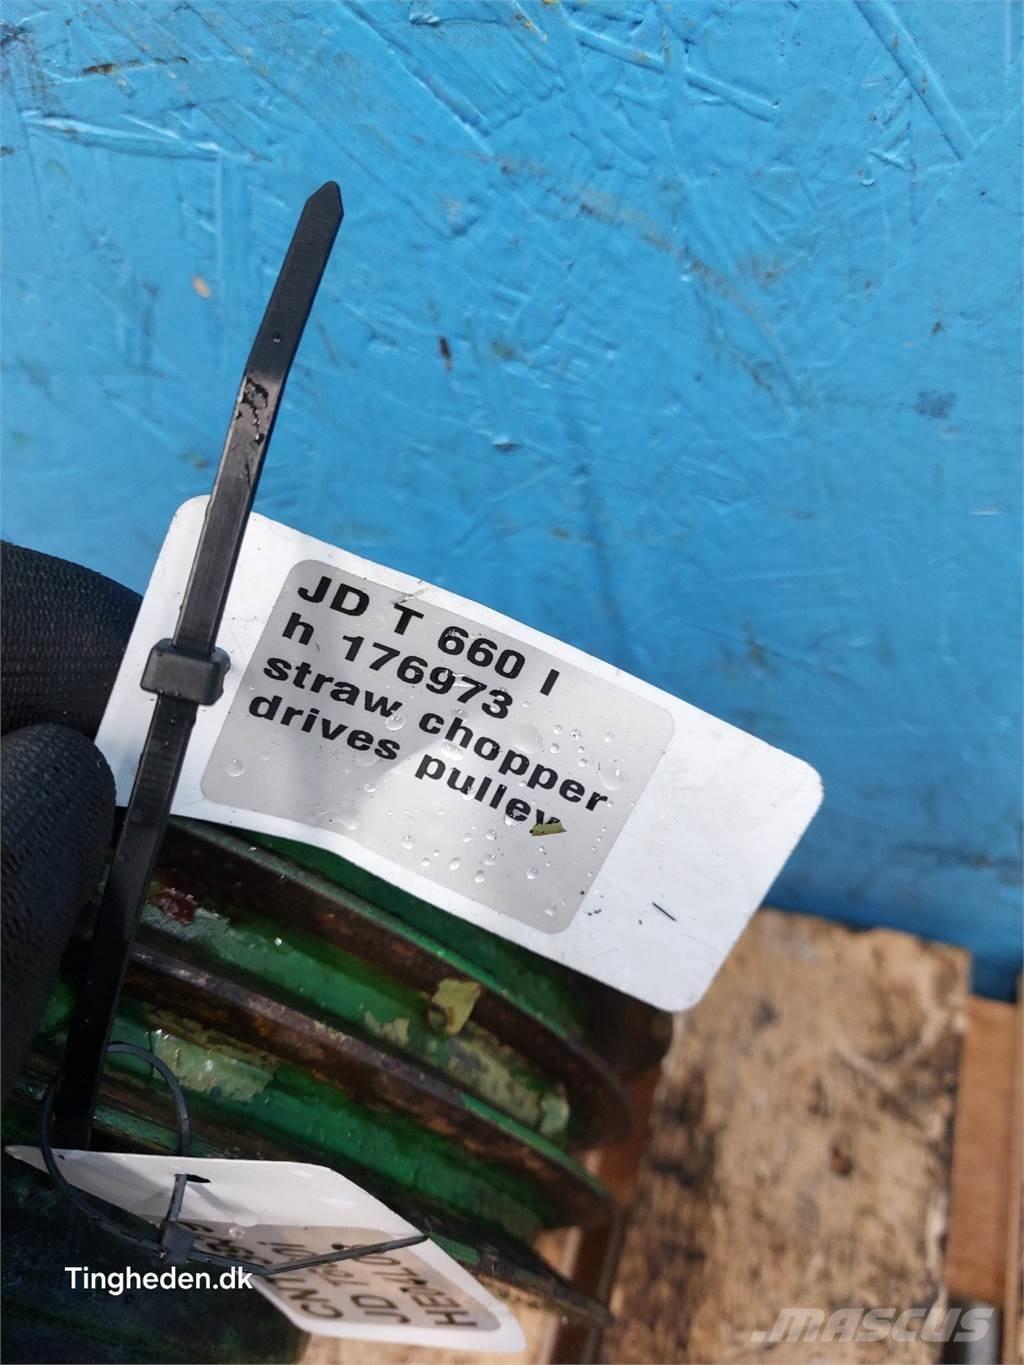 JD T 660 I
h 176973
straw chopper
drives pulley
Tingheden.dk
.MASCUS